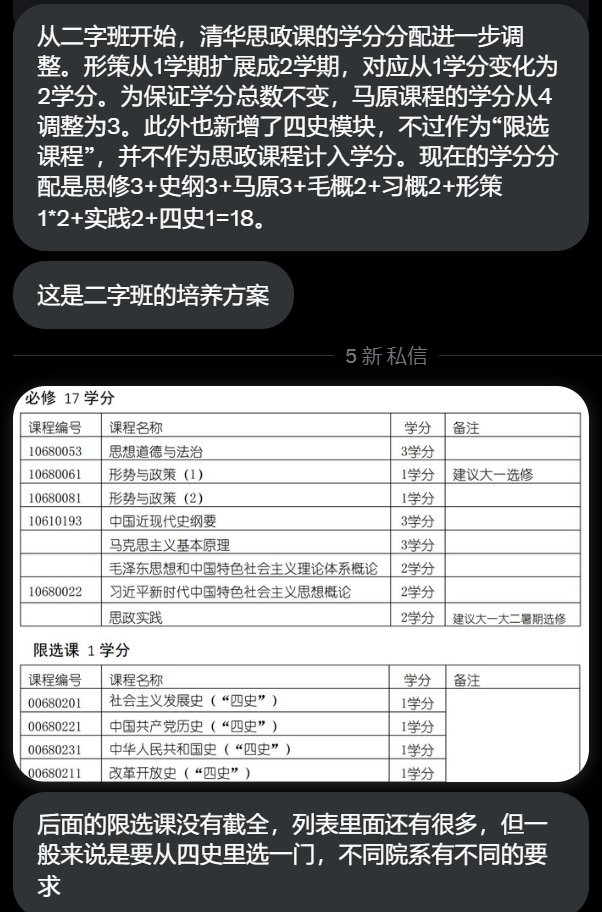 从二字班开始，清华思政课的学分分配进一步调
整。形策从1学期扩展成2学期，对应从1学分变化为
2学分。为保证学分总数不变，马原课程的学分从4
调整为3。此外也新增了四史模块，不过作为“限选
课程”，并不作为思政课程计入学分。现在的学分分
配是思修3+史纲3+马原3+毛概2+习概2+形策
1*2+实践2+四史1=18。
这是二字班的培养方案
5 新 私信
必修 17 学分
课程编号 课程名称 学分 备注
10680053 思想道德与法治 3学分
10680061 形势与政策（1） 1学分 建议大一选修
10680081 形势与政策（2） 1学分
10610193 中国近现代史纲要 3学分
马克思主义基本原理 3学分
毛泽东思想和中国特色社会主义理论体系概论 2学分
10680022 习近平新时代中国特色社会主义思想概论 2学分
思政实践 2学分 建议大一大二暑期选修
限选课 1 学分
课程编号 课程名称 学分 备注
00680201 社会主义发展史（“四史”） 1学分
00680221 中国共产党历史（“四史”） 1学分
00680231 中华人民共和国史（“四史”） 1学分
00680211 改革开放史（“四史”） 1学分
后面的限选课没有截全，列表里面还有很多，但一
般来说是要从四史里选一门，不同院系有不同的要
求